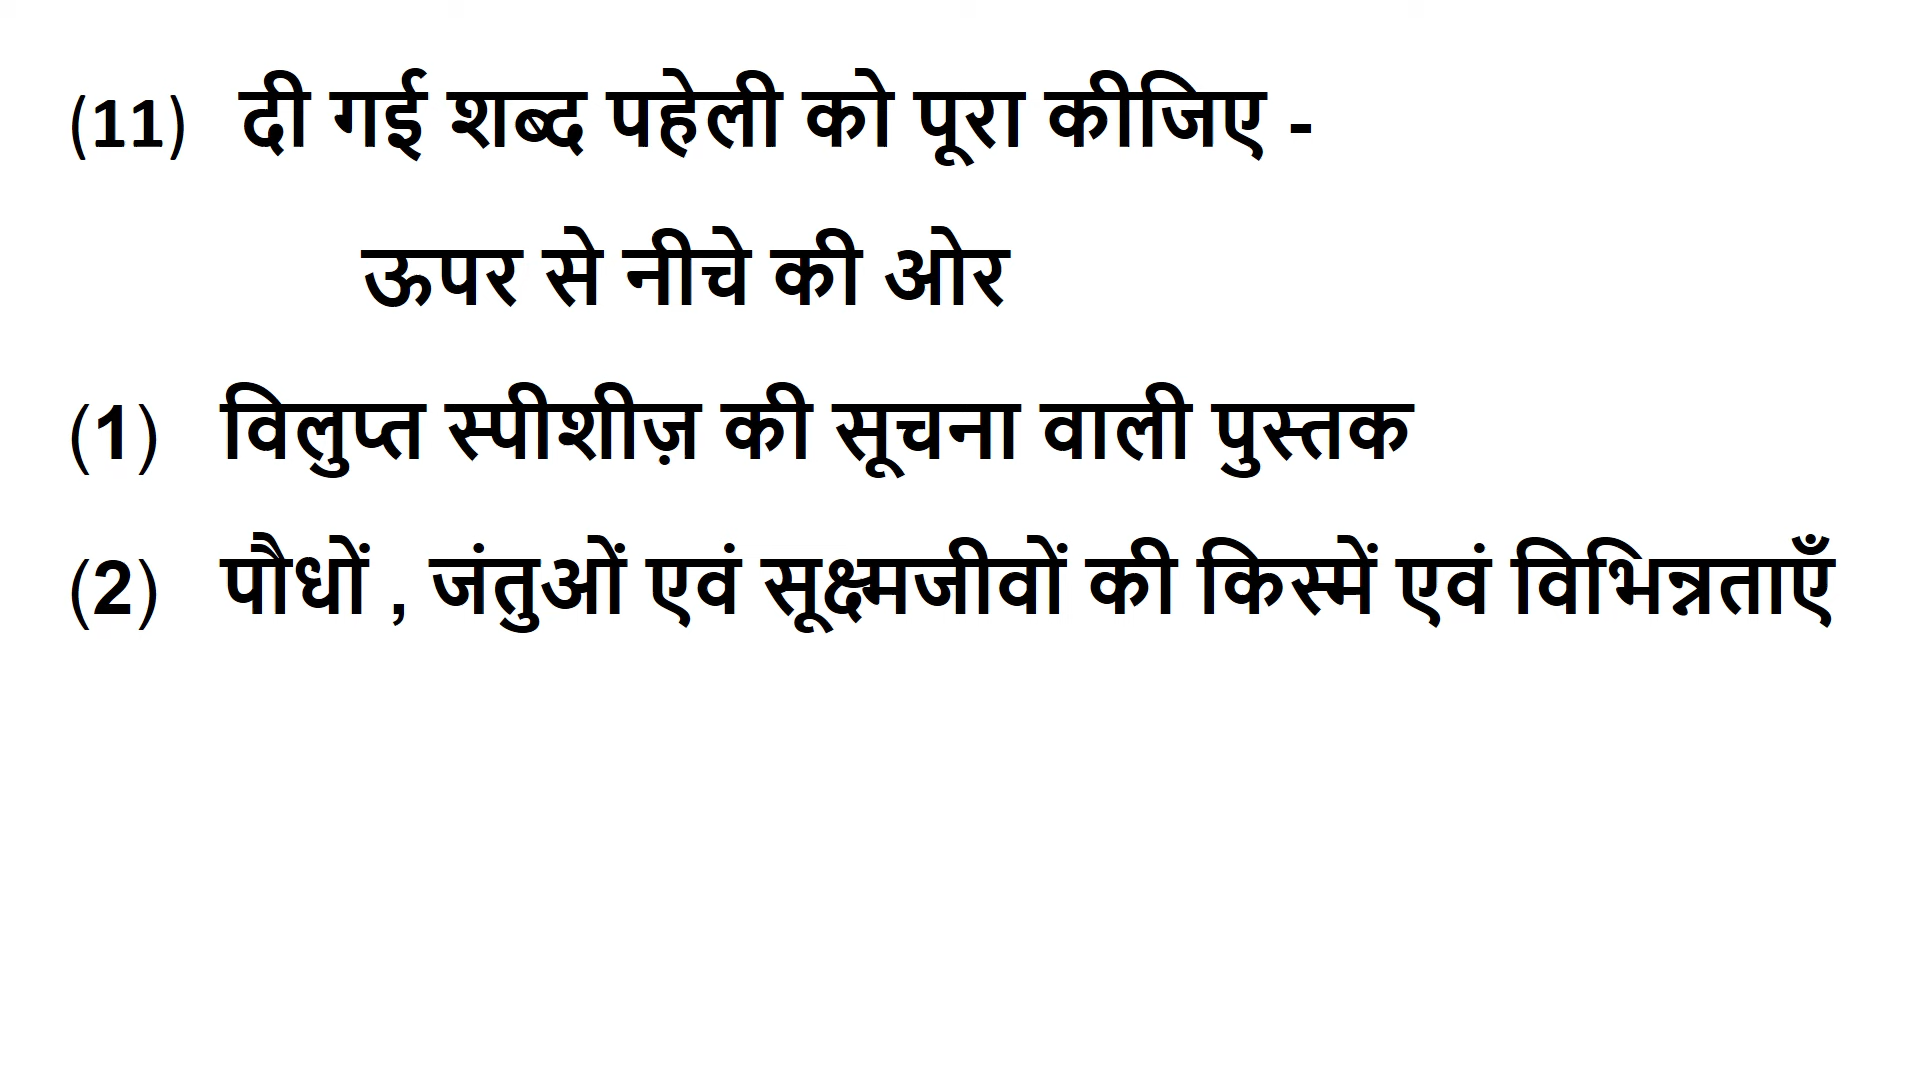 (11) दी गई शब्द पहेली को पूरा कीजिए -
ऊपर से नीचे की ओर
(1) विलुप्त स्पीशीज़ की सूचना वाली पुस्तक
(2) पौधों , जंतुओं एवं सूक्ष्मजीवों की किस्में एवं विभिन्नताएँ